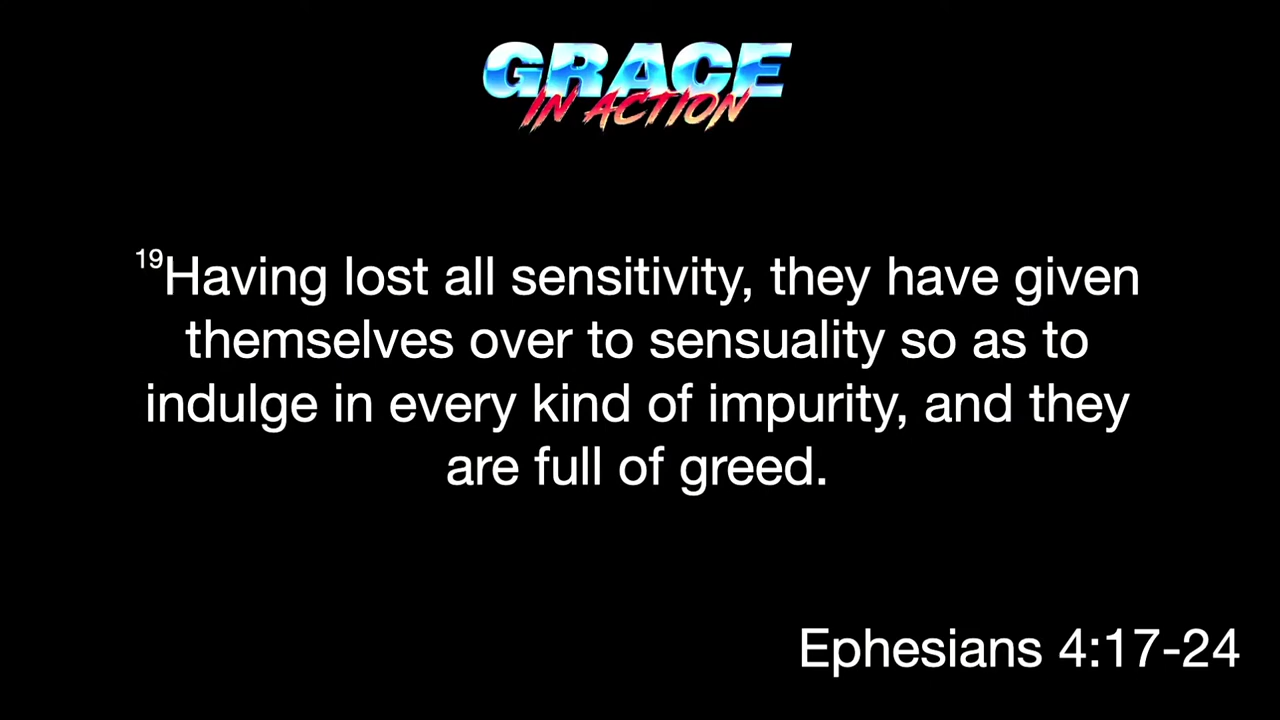 GRACE
IN ACTION
19Having lost all sensitivity, they have given
themselves over to sensuality so as to
indulge in every kind of impurity, and they
are full of greed.
Ephesians 4:17-24